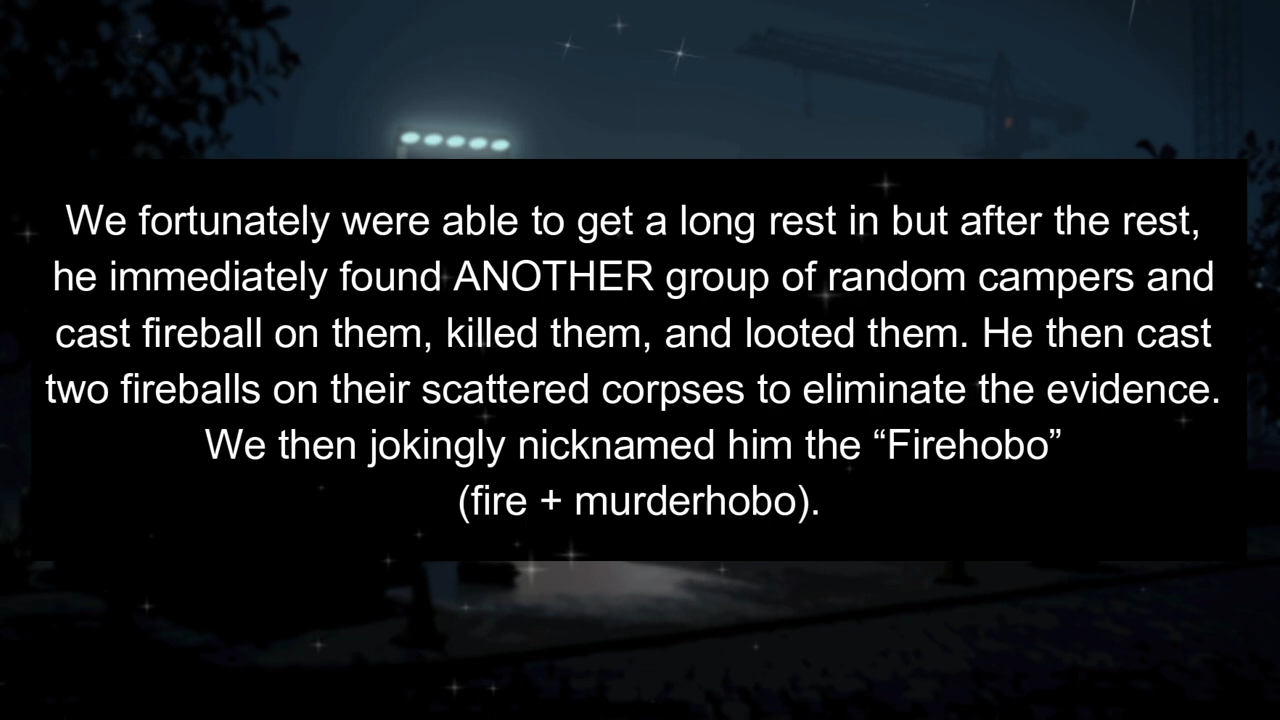 We fortunately were able to get a long rest in but after the rest,
he immediately found ANOTHER group of random campers and
cast fireball on them, killed them, and looted them. He then cast
two fireballs on their scattered corpses to eliminate the evidence.
We then jokingly nicknamed him the “Firehobo”
(fire + murderhobo).